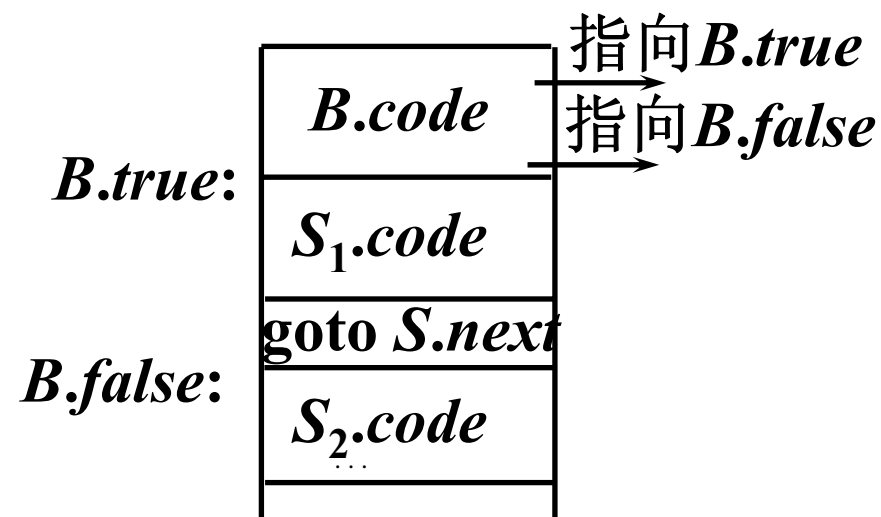 指向B.true
B.code
指向B.false
B.true:
S₁.code
goto S.next
B.false:
S₂.code
...